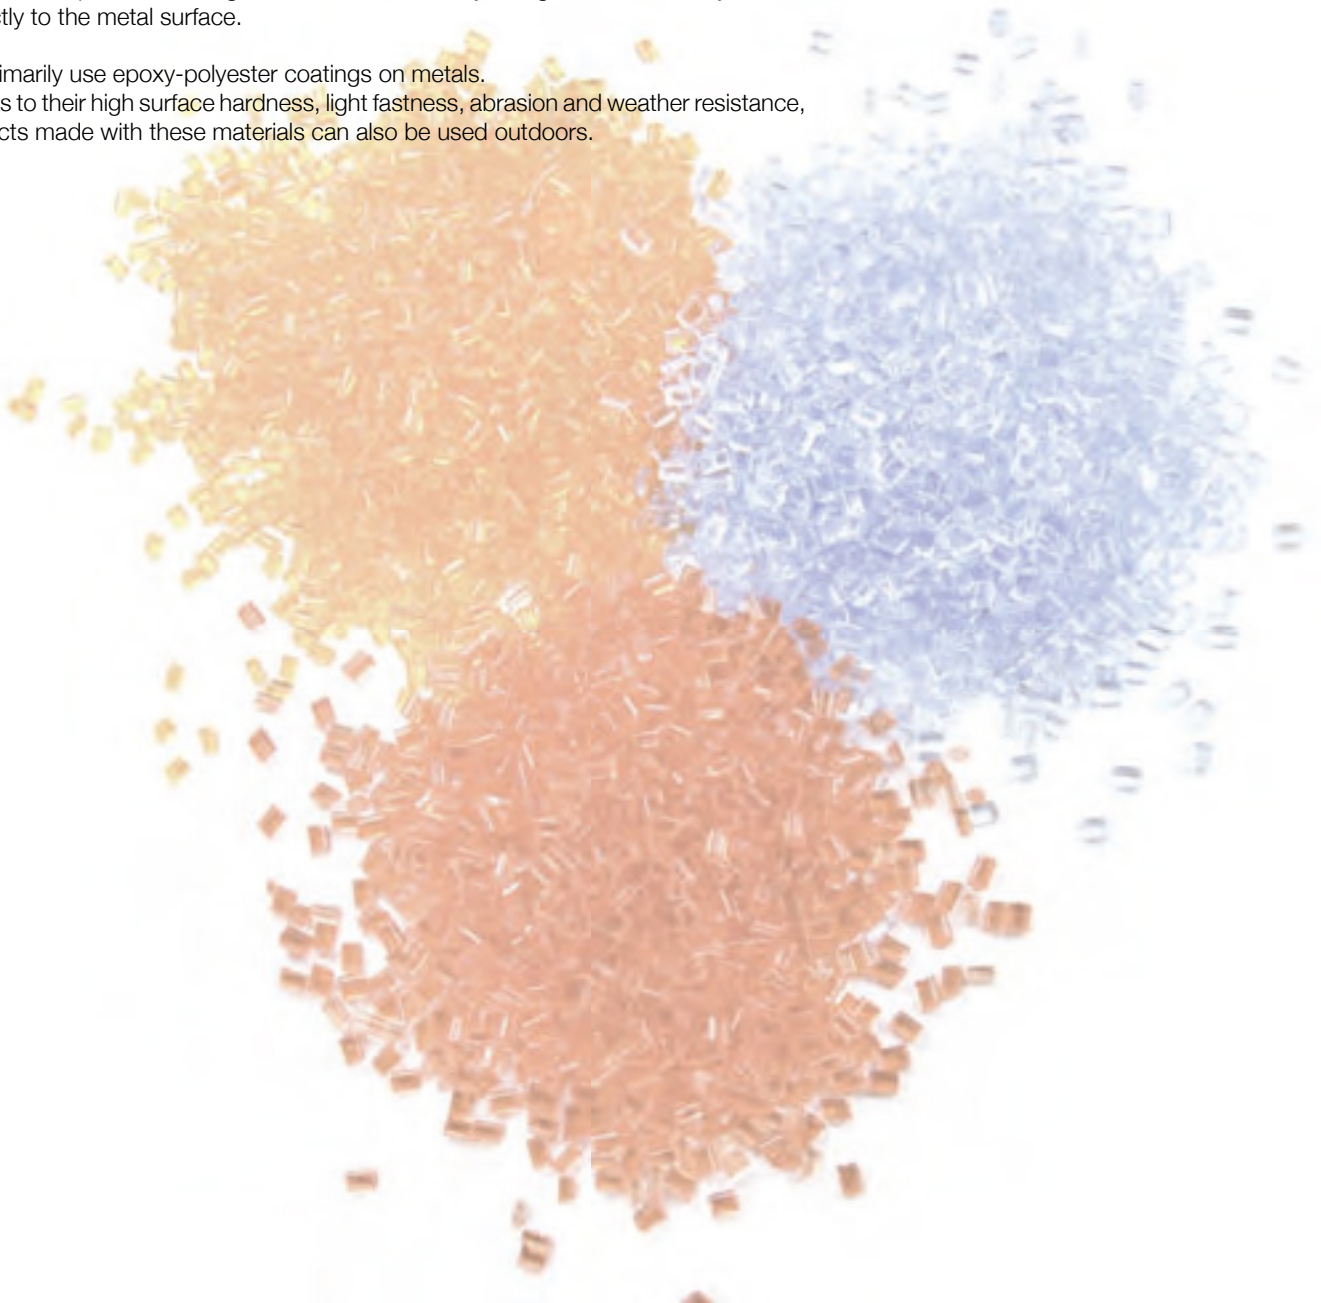 tly to the metal surface.
imarily use epoxy-polyester coatings on metals.
s to their high surface hardness, light fastness, abrasion and weather resistance,
cts made with these materials can also be used outdoors.